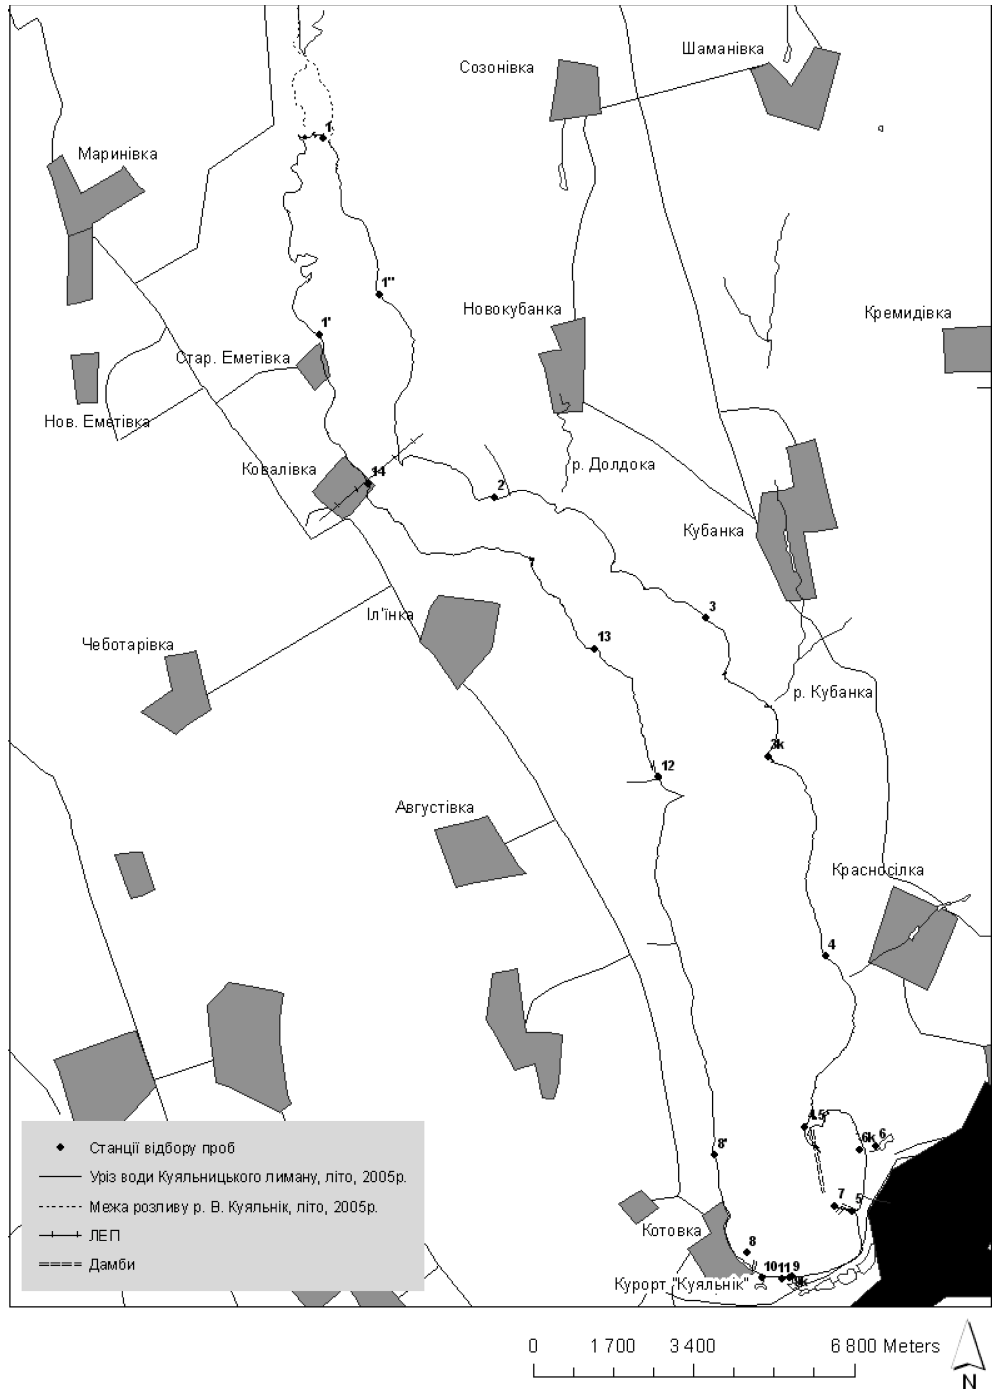 Шаманівка
Созонівка
1
Маринівка
1"
Новокубанка
Кремидівка
1'
Стар. Еметівка
Нов. Еметівка
Ковалівка
14
р. Долдока
2
Кубанка
3
Іл'їнка
13
Чеботарівка
р. Кубанка
3k
12
Августівка
Красносілка
4
4.5'
6k
6
8'
7
5
Котовка
8
10
11
9
Курорт "Куяльнік"
Станції відбору проб
Уріз води Куяльницького лиману, літо, 2005р.
Межа розливу р. В. Куяльнік, літо, 2005р.
ЛЕП
Дамби
0 1 700 3 400 6 800 Meters
N